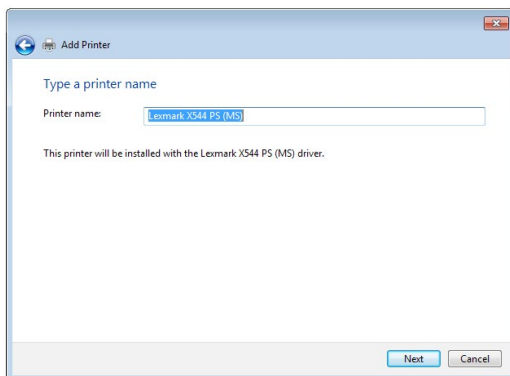 Add Printer
Type a printer name
Printer name: Lexmark X544 PS (MS)
This printer will be installed with the Lexmark X544 PS (MS) driver.
Next Cancel